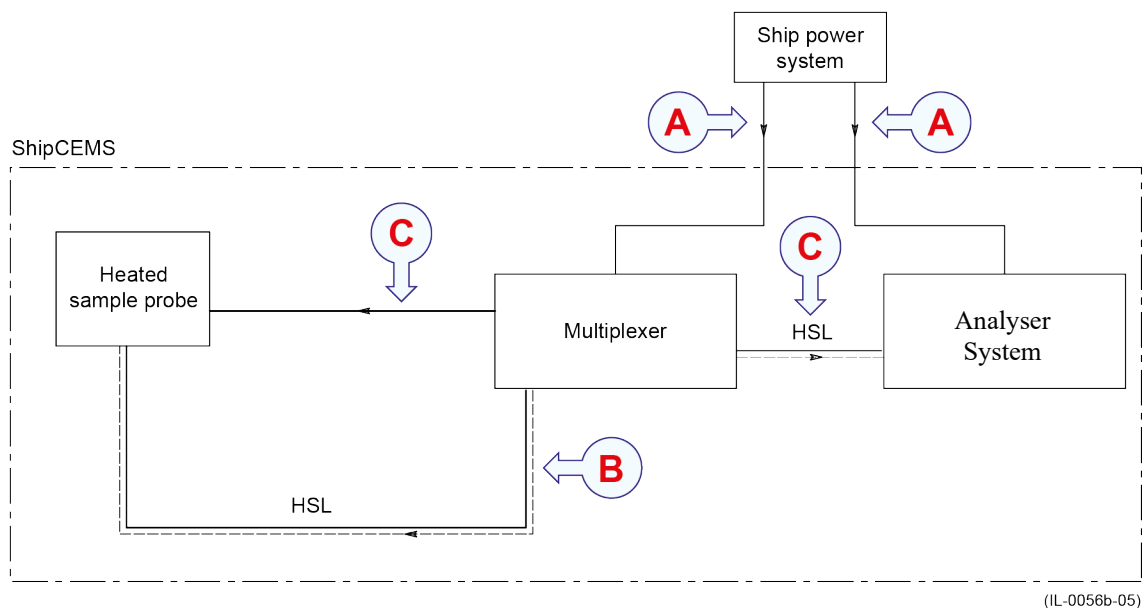 Ship power
system
A
A
ShipCEMS
C
C
Heated
sample probe
Multiplexer
HSL
Analyser
System
B
HSL
(IL-0056b-05)